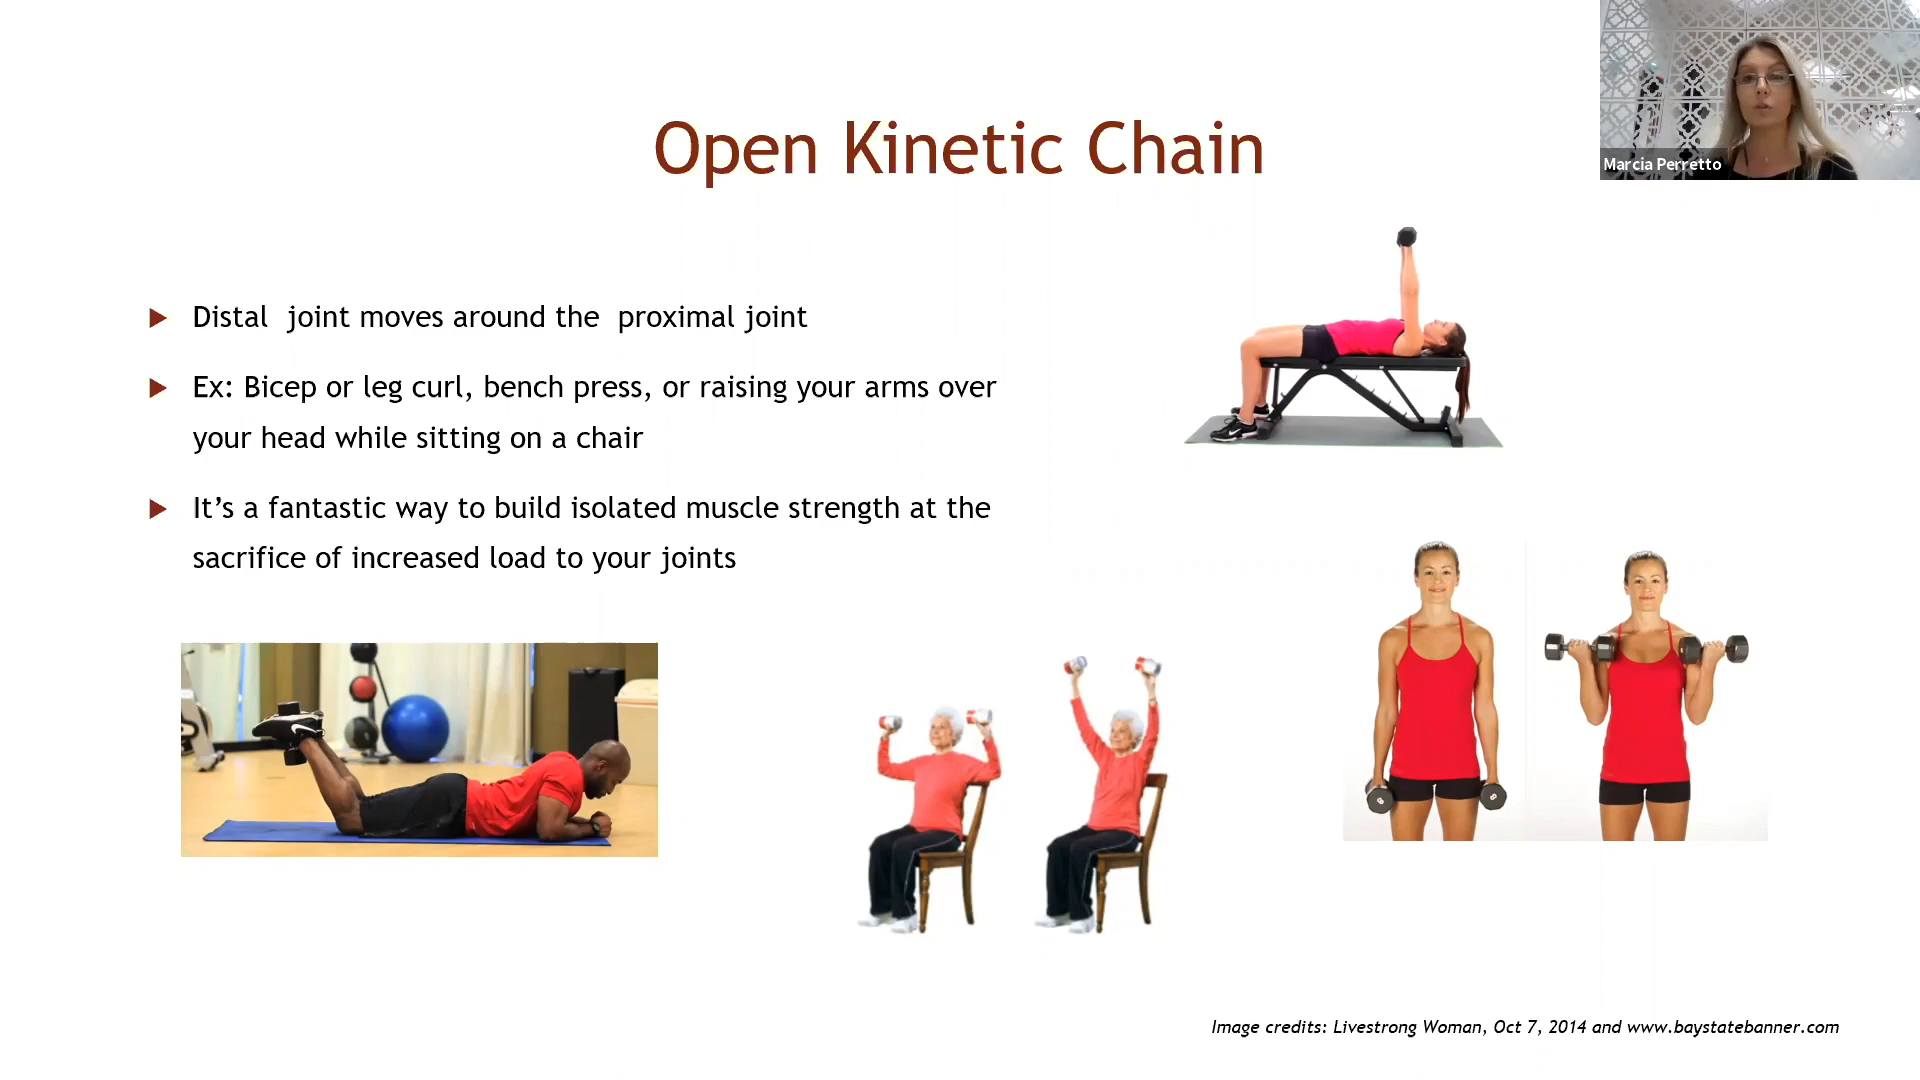 Open Kinetic Chain
Marcia Perretto
Distal joint moves around the proximal joint
Ex: Bicep or leg curl, bench press, or raising your arms over
your head while sitting on a chair
It’s a fantastic way to build isolated muscle strength at the
sacrifice of increased load to your joints
Image credits: Livestrong Woman, Oct 7, 2014 and www.baystatebanner.com